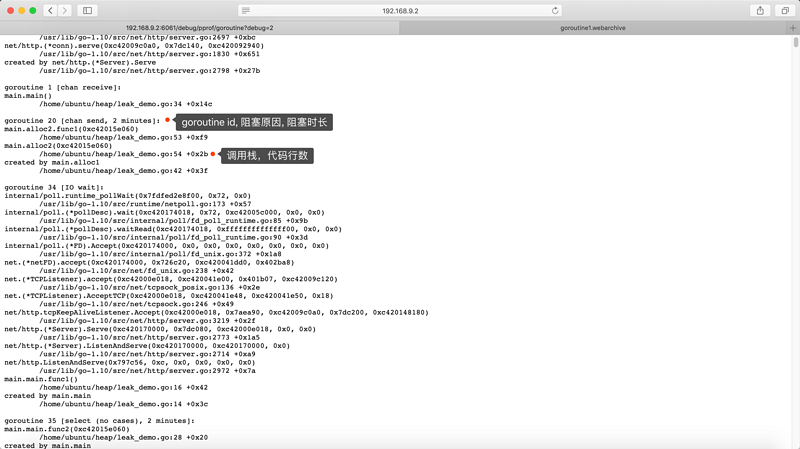 192.168.9.2
192.168.9.2:6061/debug/pprof/goroutine?debug=2
goroutine1.webarchive
/usr/lib/go-1.10/src/net/http/server.go:2697 +0xbc
net/http.(*conn).serve(0xc42009c0a0, 0x7dc140, 0xc420092940)
/usr/lib/go-1.10/src/net/http/server.go:1830 +0x651
created by net/http.(*Server).Serve
/usr/lib/go-1.10/src/net/http/server.go:2798 +0x27b
goroutine 1 [chan receive]:
main.main()
/home/ubuntu/heap/leak_demo.go:34 +0x14c
goroutine 20 [chan send, 2 minutes]:
goroutine id, 阻塞原因, 阻塞时长
main.alloc2.func1(0xc42015e060)
/home/ubuntu/heap/leak_demo.go:53 +0xf9
main.alloc2(0xc42015e060)
/home/ubuntu/heap/leak_demo.go:54 +0x2b
调用栈，代码行数
created by main.alloc1
/home/ubuntu/heap/leak_demo.go:42 +0x3f
goroutine 34 [IO wait]:
internal/poll.runtime_pollWait(0x7fdfed2e8f00, 0x72, 0x0)
/usr/lib/go-1.10/src/runtime/netpoll.go:173 +0x57
internal/poll.(*pollDesc).wait(0xc420174018, 0x72, 0xc42005c000, 0x0, 0x0)
/usr/lib/go-1.10/src/internal/poll/fd_poll_runtime.go:85 +0x9b
internal/poll.(*pollDesc).waitRead(0xc420174018, 0xffffffffffffff00, 0x0, 0x0)
/usr/lib/go-1.10/src/internal/poll/fd_poll_runtime.go:90 +0x3d
internal/poll.(*FD).Accept(0xc420174000, 0x0, 0x0, 0x0, 0x0, 0x0, 0x0, 0x0)
/usr/lib/go-1.10/src/internal/poll/fd_unix.go:372 +0x1a8
net.(*netFD).accept(0xc420174000, 0x726c20, 0xc420041dd0, 0x402ba8)
/usr/lib/go-1.10/src/net/fd_unix.go:238 +0x42
net.(*TCPListener).accept(0xc42000e018, 0xc420041e00, 0x401b07, 0xc42009c120)
/usr/lib/go-1.10/src/net/tcpsock_posix.go:136 +0x2e
net.(*TCPListener).AcceptTCP(0xc42000e018, 0xc420041e48, 0xc420041e50, 0x18)
/usr/lib/go-1.10/src/net/tcpsock.go:246 +0x49
net/http.tcpKeepAliveListener.Accept(0xc42000e018, 0x7aea90, 0xc42009c0a0, 0x7dc200, 0xc420148180)
/usr/lib/go-1.10/src/net/http/server.go:3219 +0x2f
net/http.(*Server).Serve(0xc420170000, 0x7dc080, 0xc42000e018, 0x0, 0x0)
/usr/lib/go-1.10/src/net/http/server.go:2773 +0x1a5
net/http.(*Server).ListenAndServe(0xc420170000, 0xc420170000, 0x0)
/usr/lib/go-1.10/src/net/http/server.go:2714 +0xa9
net/http.ListenAndServe(0x797c56, 0xc, 0x0, 0x0, 0x0, 0x0)
/usr/lib/go-1.10/src/net/http/server.go:2972 +0x7a
main.main.func1()
/home/ubuntu/heap/leak_demo.go:16 +0x42
created by main.main
/home/ubuntu/heap/leak_demo.go:14 +0x3c
goroutine 35 [select (no cases), 2 minutes]:
main.main.func2(0xc42015e060)
/home/ubuntu/heap/leak_demo.go:28 +0x20
created by main.main